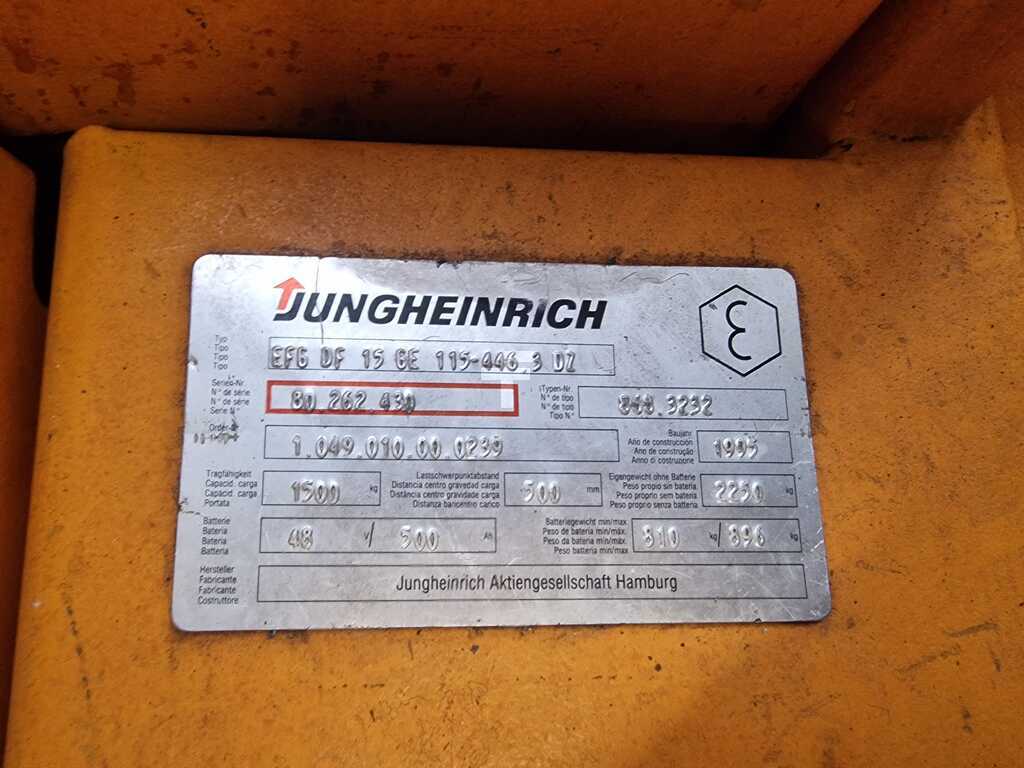 JUNGHEINRICH
Typ
Tipo
Tipo
Tipo
EFG DF 15 GE 115-446.3 DZ
Serien-Nr.
N° de série
N° de série
Serie N°
80.262.430
Typen-Nr.
N° de tipo
N° de tipo
Tipo N°
848.3232
Order-N
1.049.010.00.0239
Baujahr
Año de construcción
Ano de construção
Anno di costruzione
1995
Tragfähigkeit
Capacid. carga
Capacid. carga
Portata
1500 kg
Lastschwerpunktabstand
Distancia centro gravedad carga
Distância centro gravidade carga
Distanza baricentro carico
500 mm
Eigengewicht ohne Batterie
Peso propio sin bateria
Peso próprio sem bateria
Peso proprio senza batteria
2250 kg
Batterie
Bateria
Bateria
Batteria
48 V/ 500 Ah
Batteriegewicht min/max.
Peso de bateria min/máx.
Peso da bateria min/máx.
Peso batteria min/max
810 kg/ 896 kg
Hersteller
Fabricante
Fabricante
Costruttore
Jungheinrich Aktiengesellschaft Hamburg